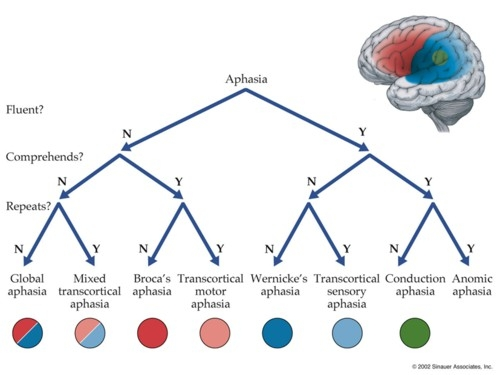 Aphasia
Fluent?
N Y
Comprehends?
N Y N Y
Repeats?
N Y N Y N Y N Y
Global aphasia
Mixed transcortical aphasia
Broca's aphasia
Transcortical motor aphasia
Wernicke's aphasia
Transcortical sensory aphasia
Conduction aphasia
Anomic aphasia
© 2002 Sinauer Associates, Inc.